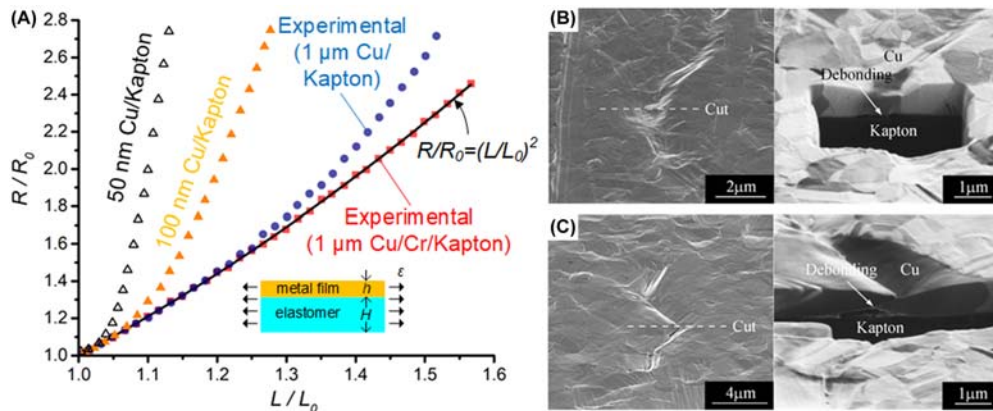 (A)
2.8
2.6
2.4
2.2
2.0
1.8
1.6
1.4
1.2
1.0
R / R₀
50 nm Cu/Kapton
100 nm Cu/Kapton
Experimental
(1 μm Cu/
Kapton)
R/R₀=(L/L₀)²
Experimental
(1 μm Cu/Cr/Kapton)
ε
metal film h
elastomer H
1.0 1.1 1.2 1.3 1.4 1.5 1.6
L / L₀
(B)
Cut
2μm
Cu
Debonding
Kapton
1μm
(C)
Cut
4μm
Debonding
Cu
Kapton
1μm